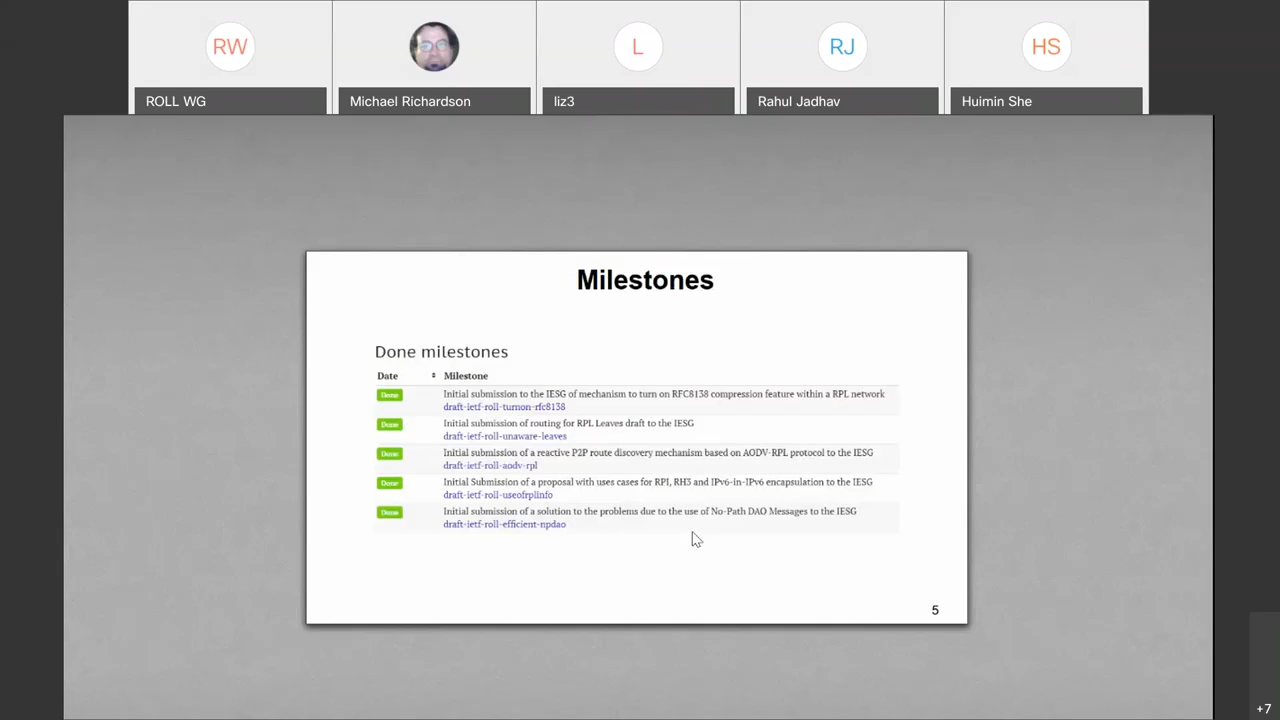 RW
L
RJ
HS
ROLL WG
Michael Richardson
liz3
Rahul Jadhav
Huimin She
Milestones
Done milestones
Date Milestone
Done Initial submission to the IESG of mechanism to turn on RFC8138 compression feature within a RPL network
draft-ietf-roll-turnon-rfc8138
Done Initial submission of routing for RPL Leaves draft to the IESG
draft-ietf-roll-unaware-leaves
Done Initial submission of a reactive P2P route discovery mechanism based on AODV-RPL protocol to the IESG
draft-ietf-roll-aodv-rpl
Done Initial Submission of a proposal with uses cases for RPI, RH3 and IPv6-in-IPv6 encapsulation to the IESG
draft-ietf-roll-useofrplinfo
Done Initial submission of a solution to the problems due to the use of No-Path DAO Messages to the IESG
draft-ietf-roll-efficient-npdao
5
+7